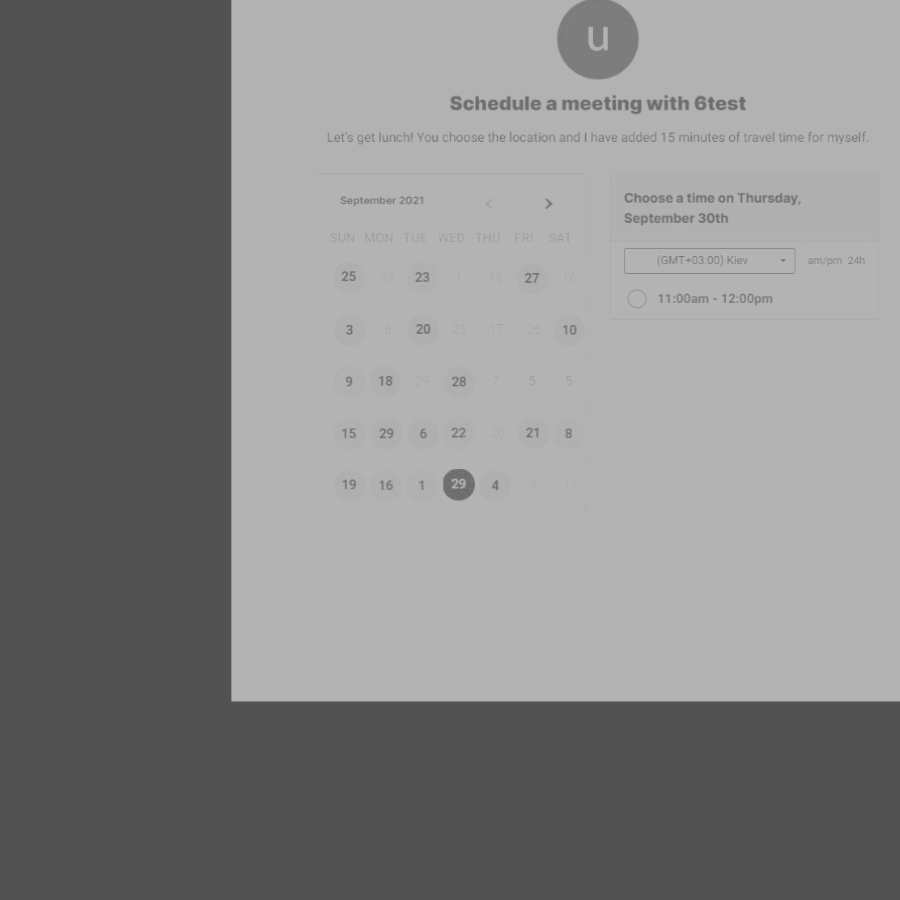 u
Schedule a meeting with 6test
Let's get lunch! You choose the location and I have added 15 minutes of travel time for myself.
September 2021
SUN MON TUE WED THU FRI SAT
25 13 23 1 16 27 16
3 6 20 23 17 26 10
9 18 29 28 7 5 5
15 29 6 22 26 21 8
19 16 1 29 4 3 11
Choose a time on Thursday,
September 30th
(GMT+03:00) Kiev am/pm 24h
11:00am - 12:00pm